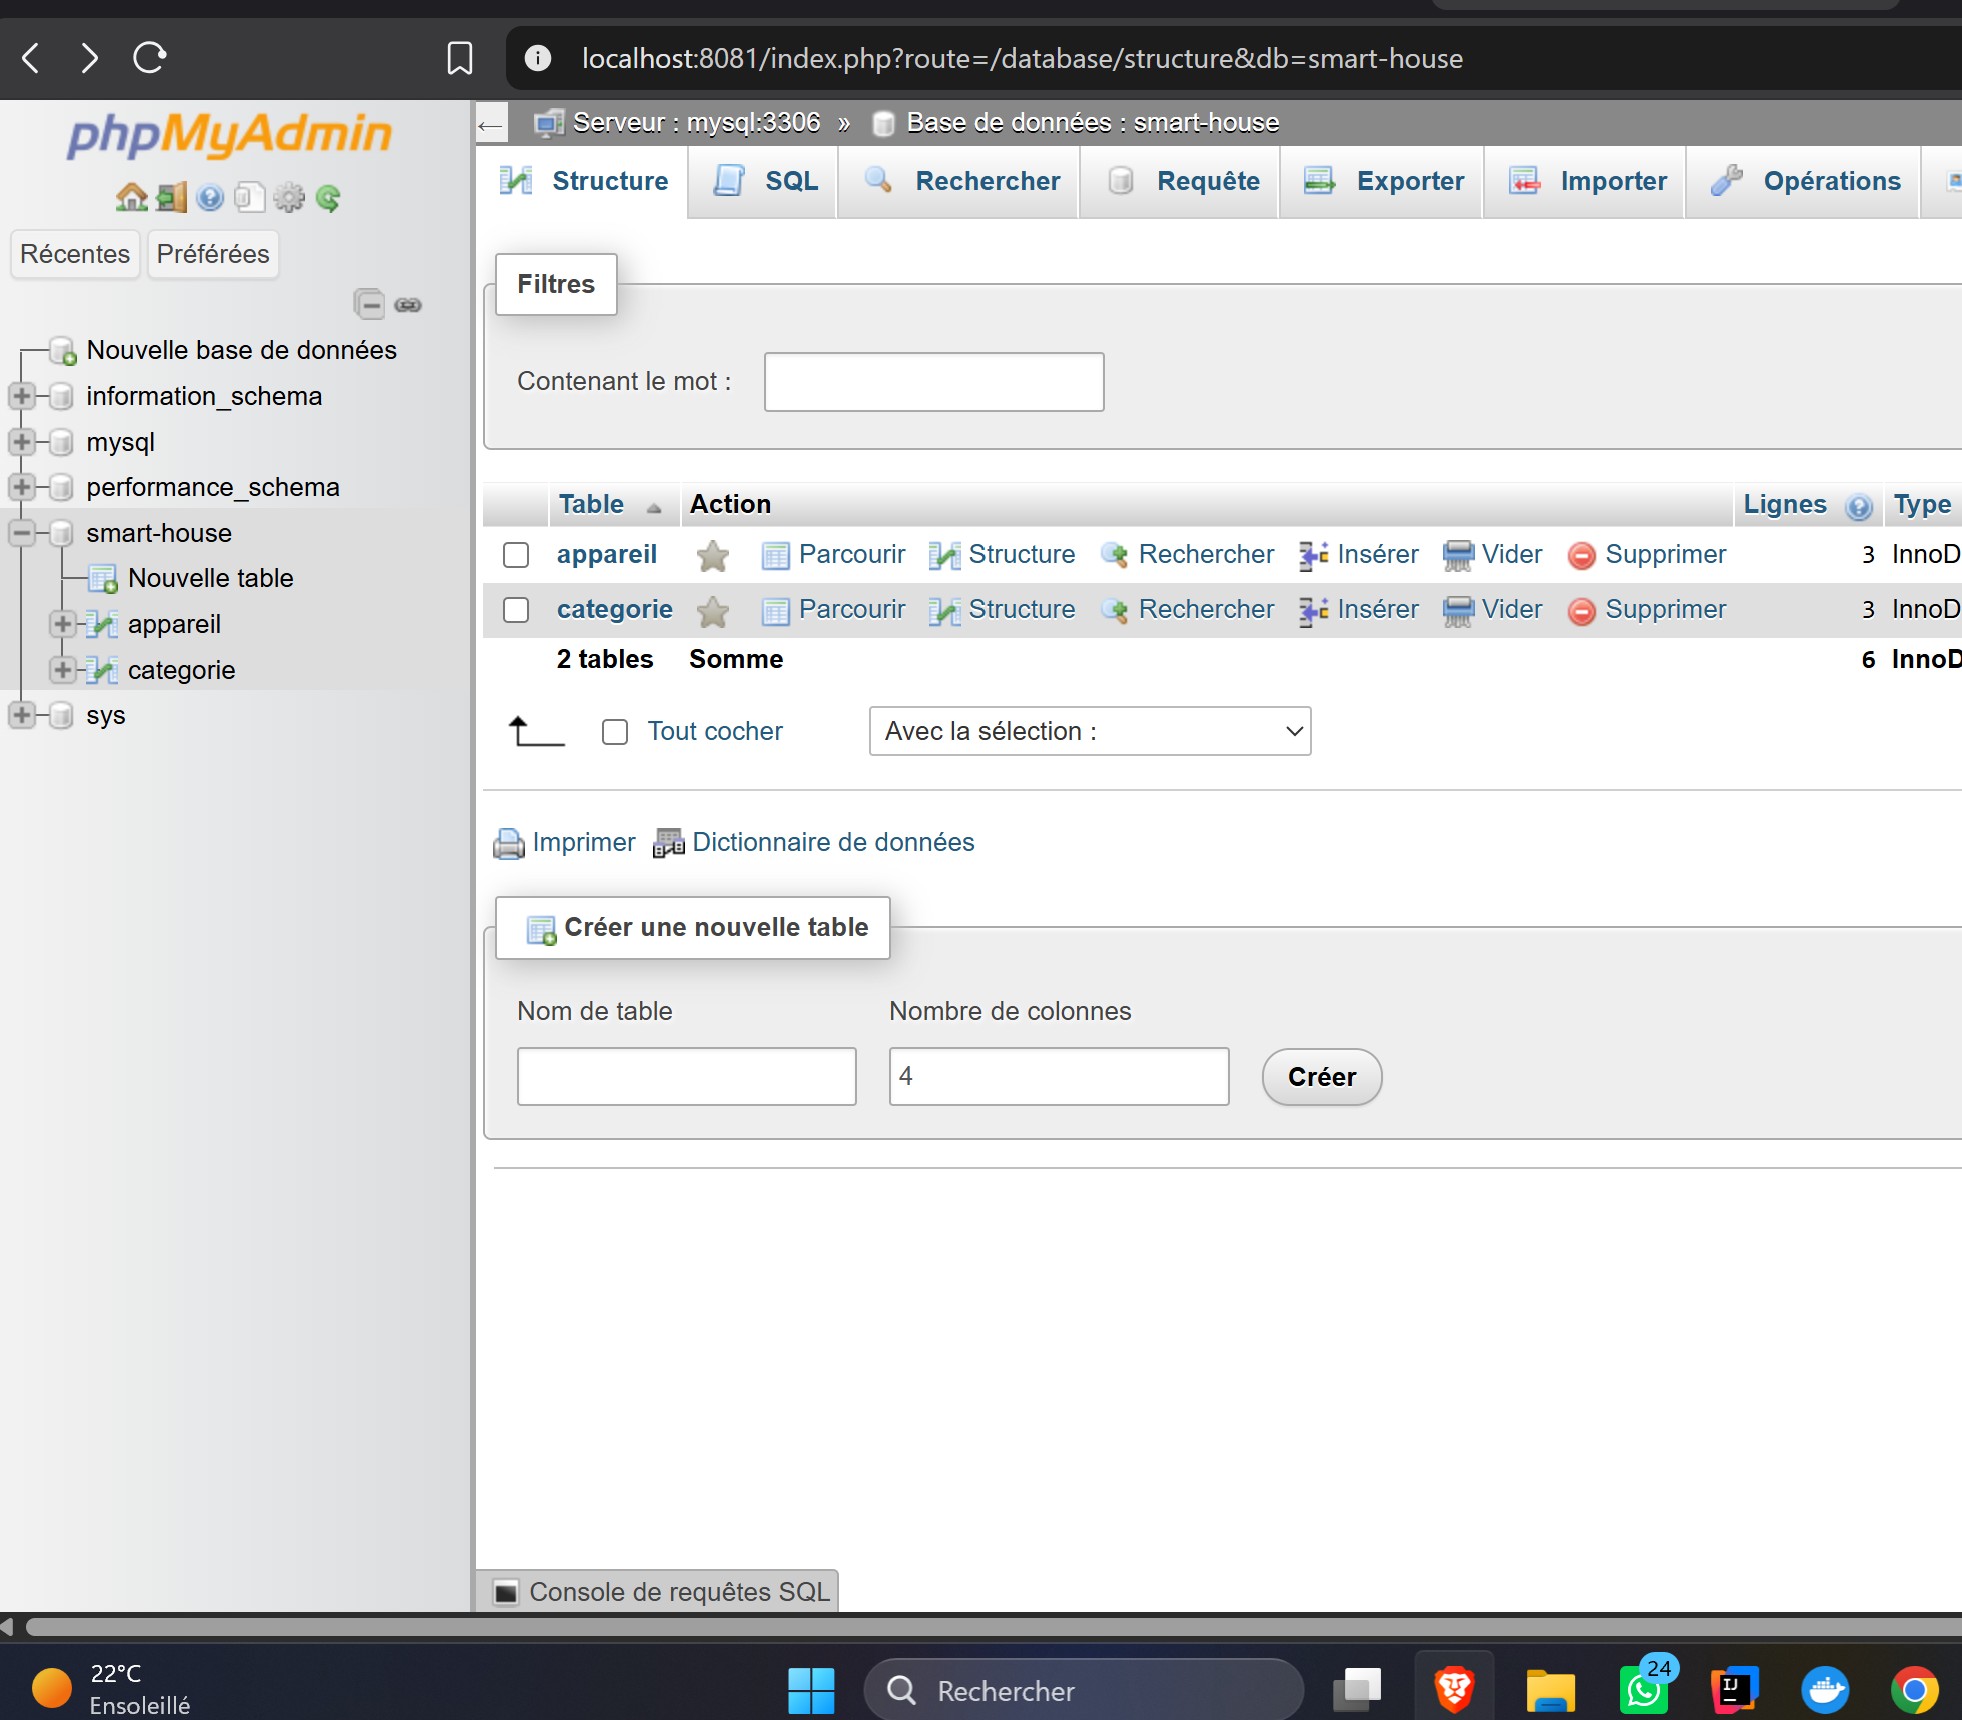 localhost:8081/index.php?route=/database/structure&db=smart-house
phpMyAdmin
Récentes Préférées
Nouvelle base de données
information_schema
mysql
performance_schema
smart-house
Nouvelle table
appareil
categorie
sys
Serveur : mysql:3306 » Base de données : smart-house
Structure SQL Rechercher Requête Exporter Importer Opérations
Filtres
Contenant le mot :
Table Action Lignes Type
appareil Parcourir Structure Rechercher Insérer Vider Supprimer 3 InnoD
categorie Parcourir Structure Rechercher Insérer Vider Supprimer 3 InnoD
2 tables Somme 6 InnoD
Tout cocher Avec la sélection :
Imprimer Dictionnaire de données
Créer une nouvelle table
Nom de table Nombre de colonnes
4 Créer
Console de requêtes SQL
22°C
Ensoleillé
Rechercher
24
IJ